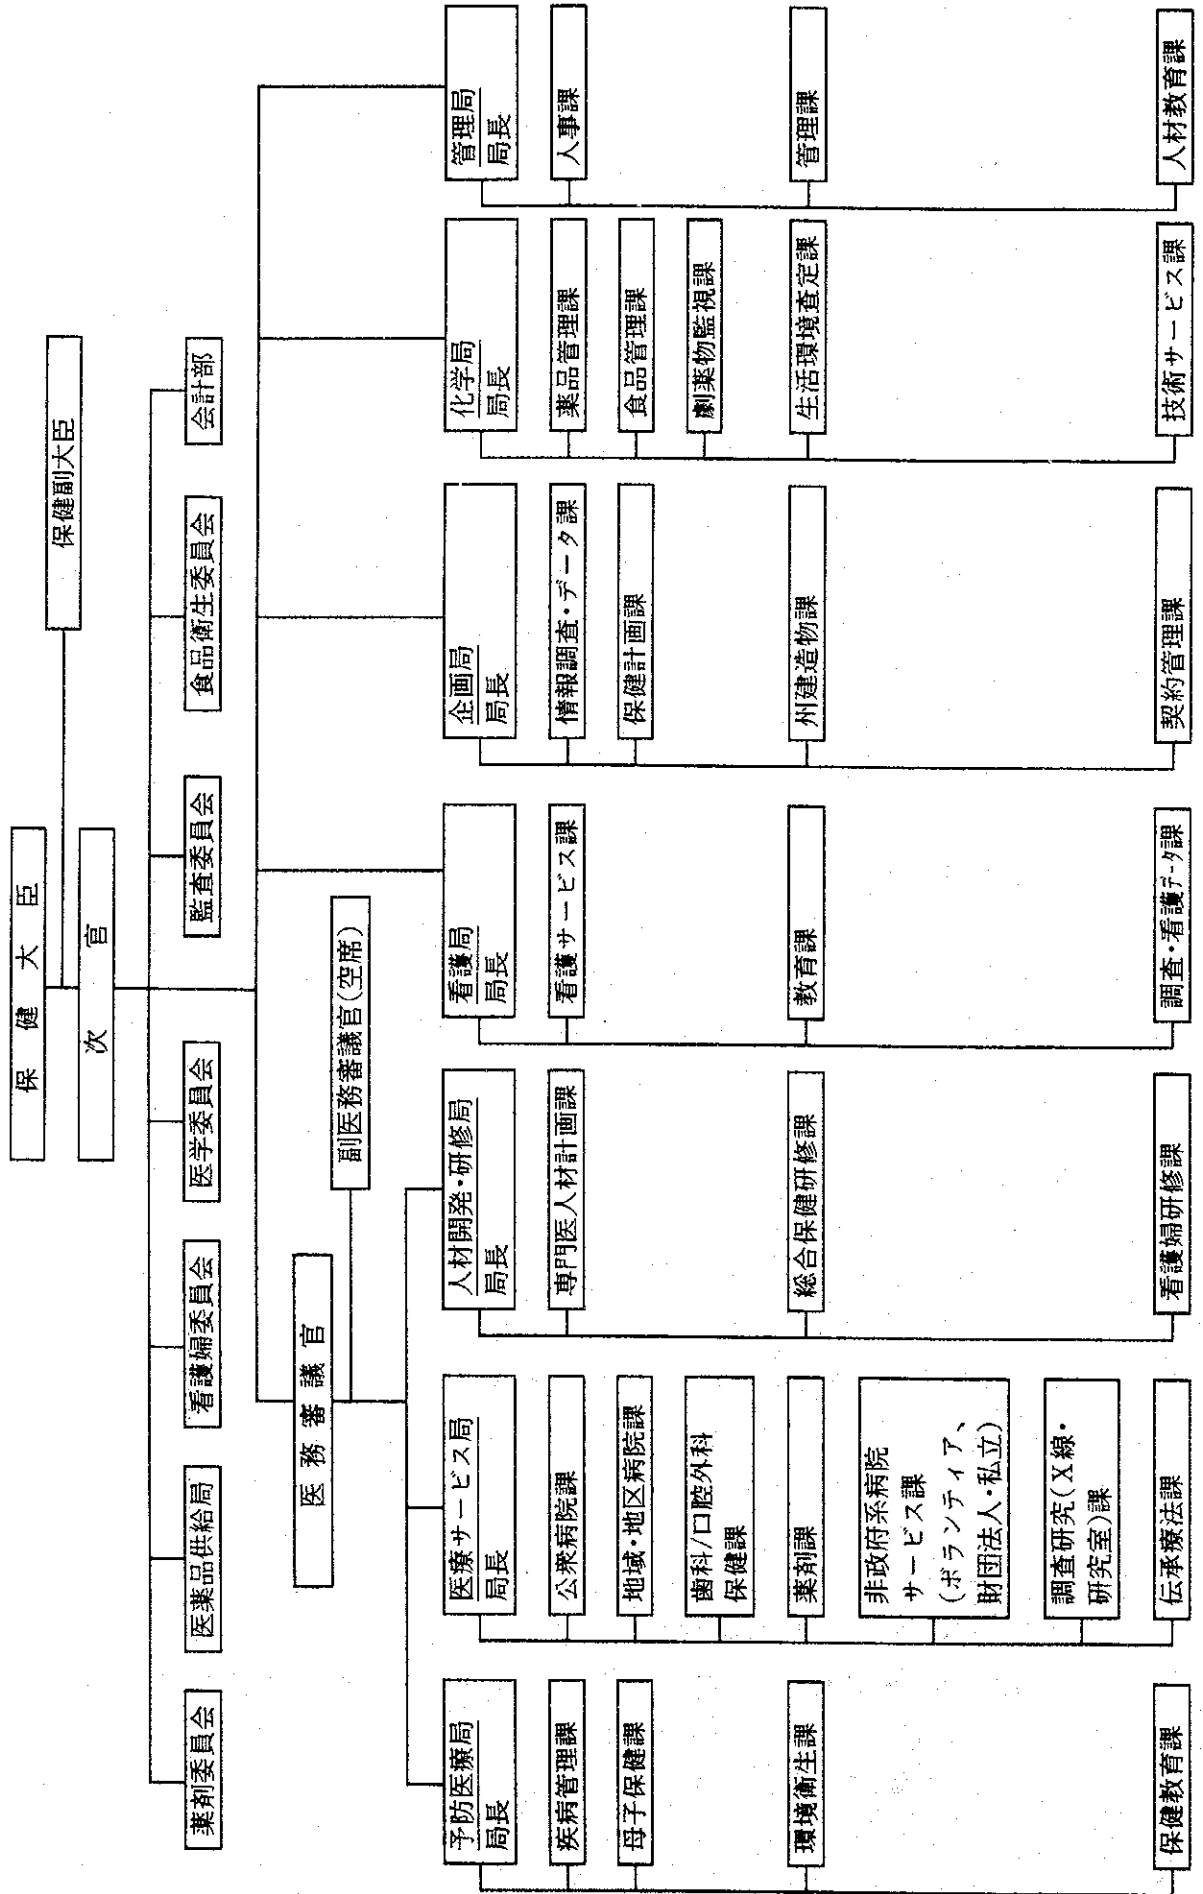 保健大臣
保健副大臣
次官
薬剤委員会
医薬品供給局
看護婦委員会
医学委員会
監査委員会
食品衛生委員会
会計部
医務審議官
副医務審議官(空席)
予防医療局
局長
疾病管理課
母子保健課
環境衛生課
保健教育課
医療サービス局
局長
公衆病院課
地域・地区病院課
歯科/口腔外科
保健課
薬剤課
非政府系病院
サービス課
(ボランティア、
財団法人・私立)
調査研究(X線・
研究室)課
伝承療法課
人材開発・研修局
局長
専門医人材計画課
総合保健研修課
看護婦研修課
看護局
局長
看護サービス課
教育課
調査・看護データ課
企画局
局長
情報調査・データ課
保健計画課
州建造物課
契約管理課
化学局
局長
薬品管理課
食品管理課
劇薬物監視課
生活環境査定課
技術サービス課
管理局
局長
人事課
管理課
人材教育課